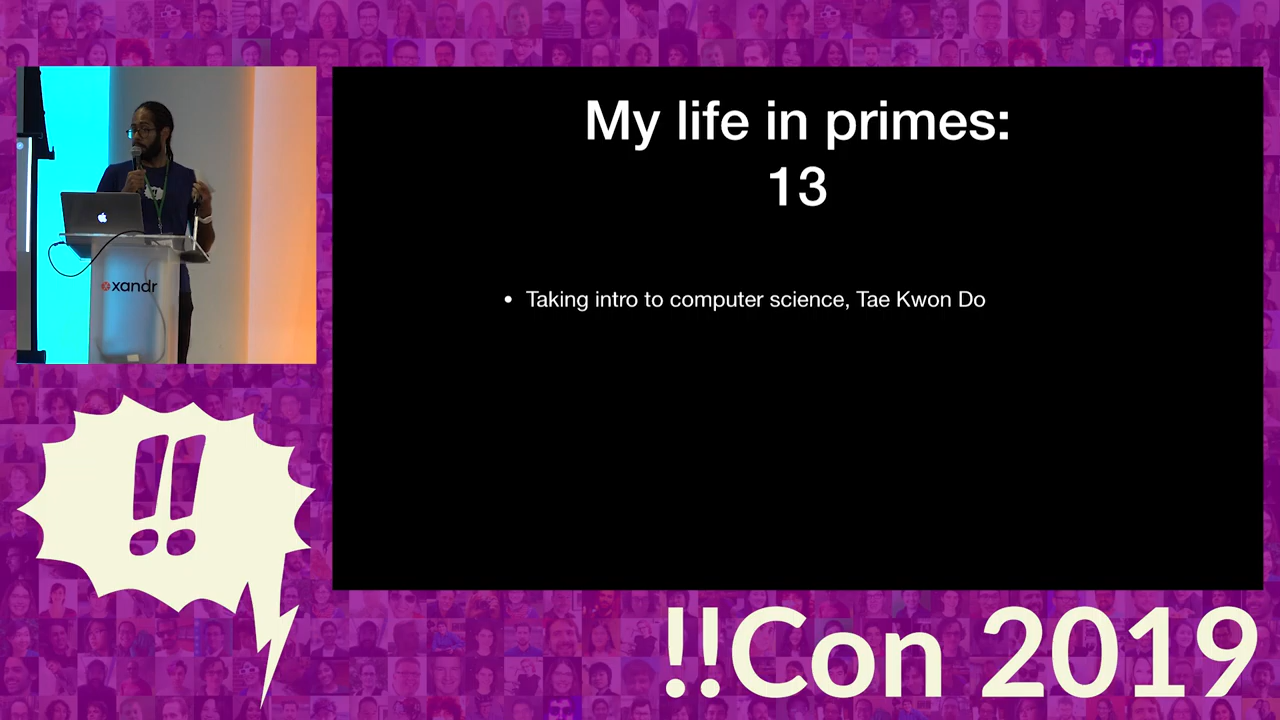 My life in primes:
13
• Taking intro to computer science, Tae Kwon Do
xandr
!!
!!Con 2019